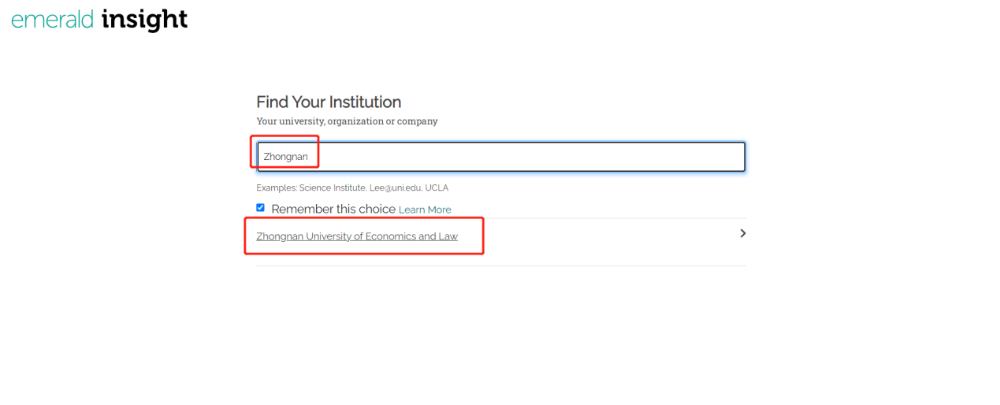 emerald insight
Find Your Institution
Your university, organization or company
Zhongnan
Examples: Science Institute, Lee@uni.edu, UCLA
Remember this choice Learn More
Zhongnan University of Economics and Law